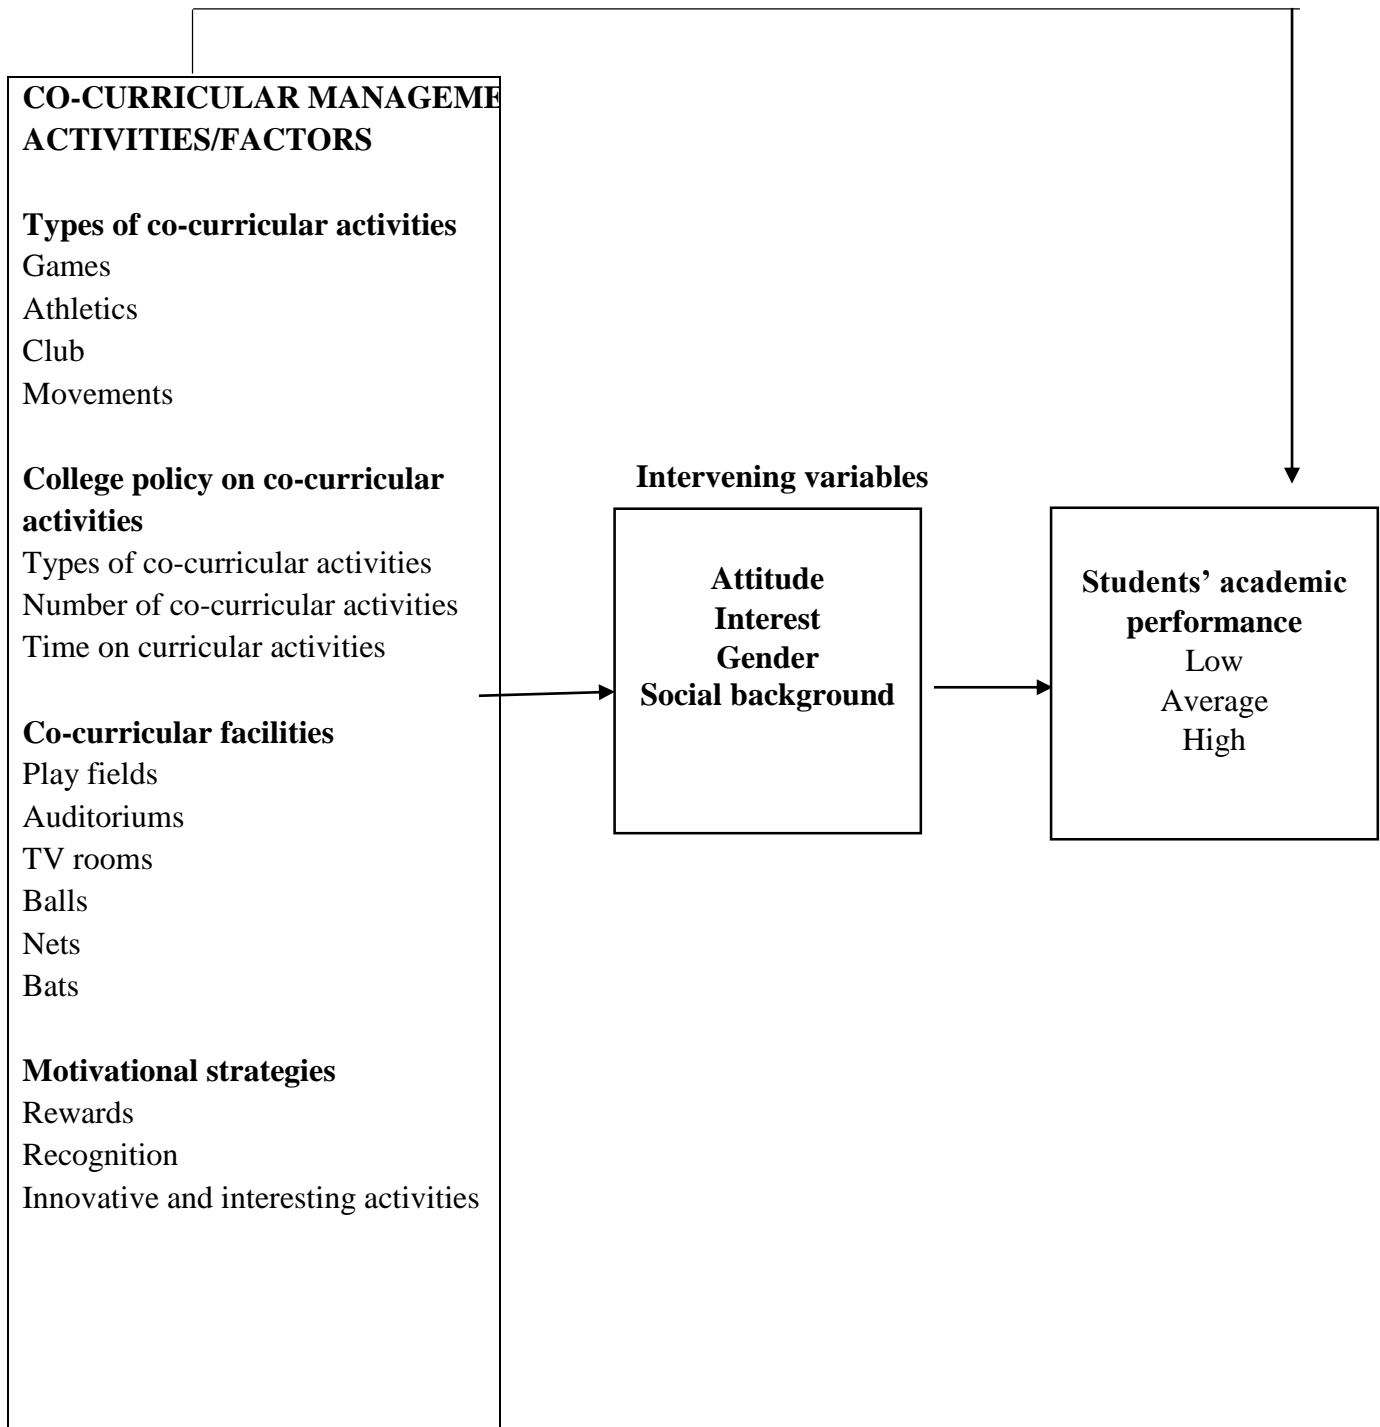 CO-CURRICULAR MANAGEME
ACTIVITIES/FACTORS
Types of co-curricular activities
Games
Athletics
Club
Movements
College policy on co-curricular
activities
Types of co-curricular activities
Number of co-curricular activities
Time on curricular activities
Co-curricular facilities
Play fields
Auditoriums
TV rooms
Balls
Nets
Bats
Motivational strategies
Rewards
Recognition
Innovative and interesting activities
Intervening variables
Attitude
Interest
Gender
Social background
Students’ academic
performance
Low
Average
High